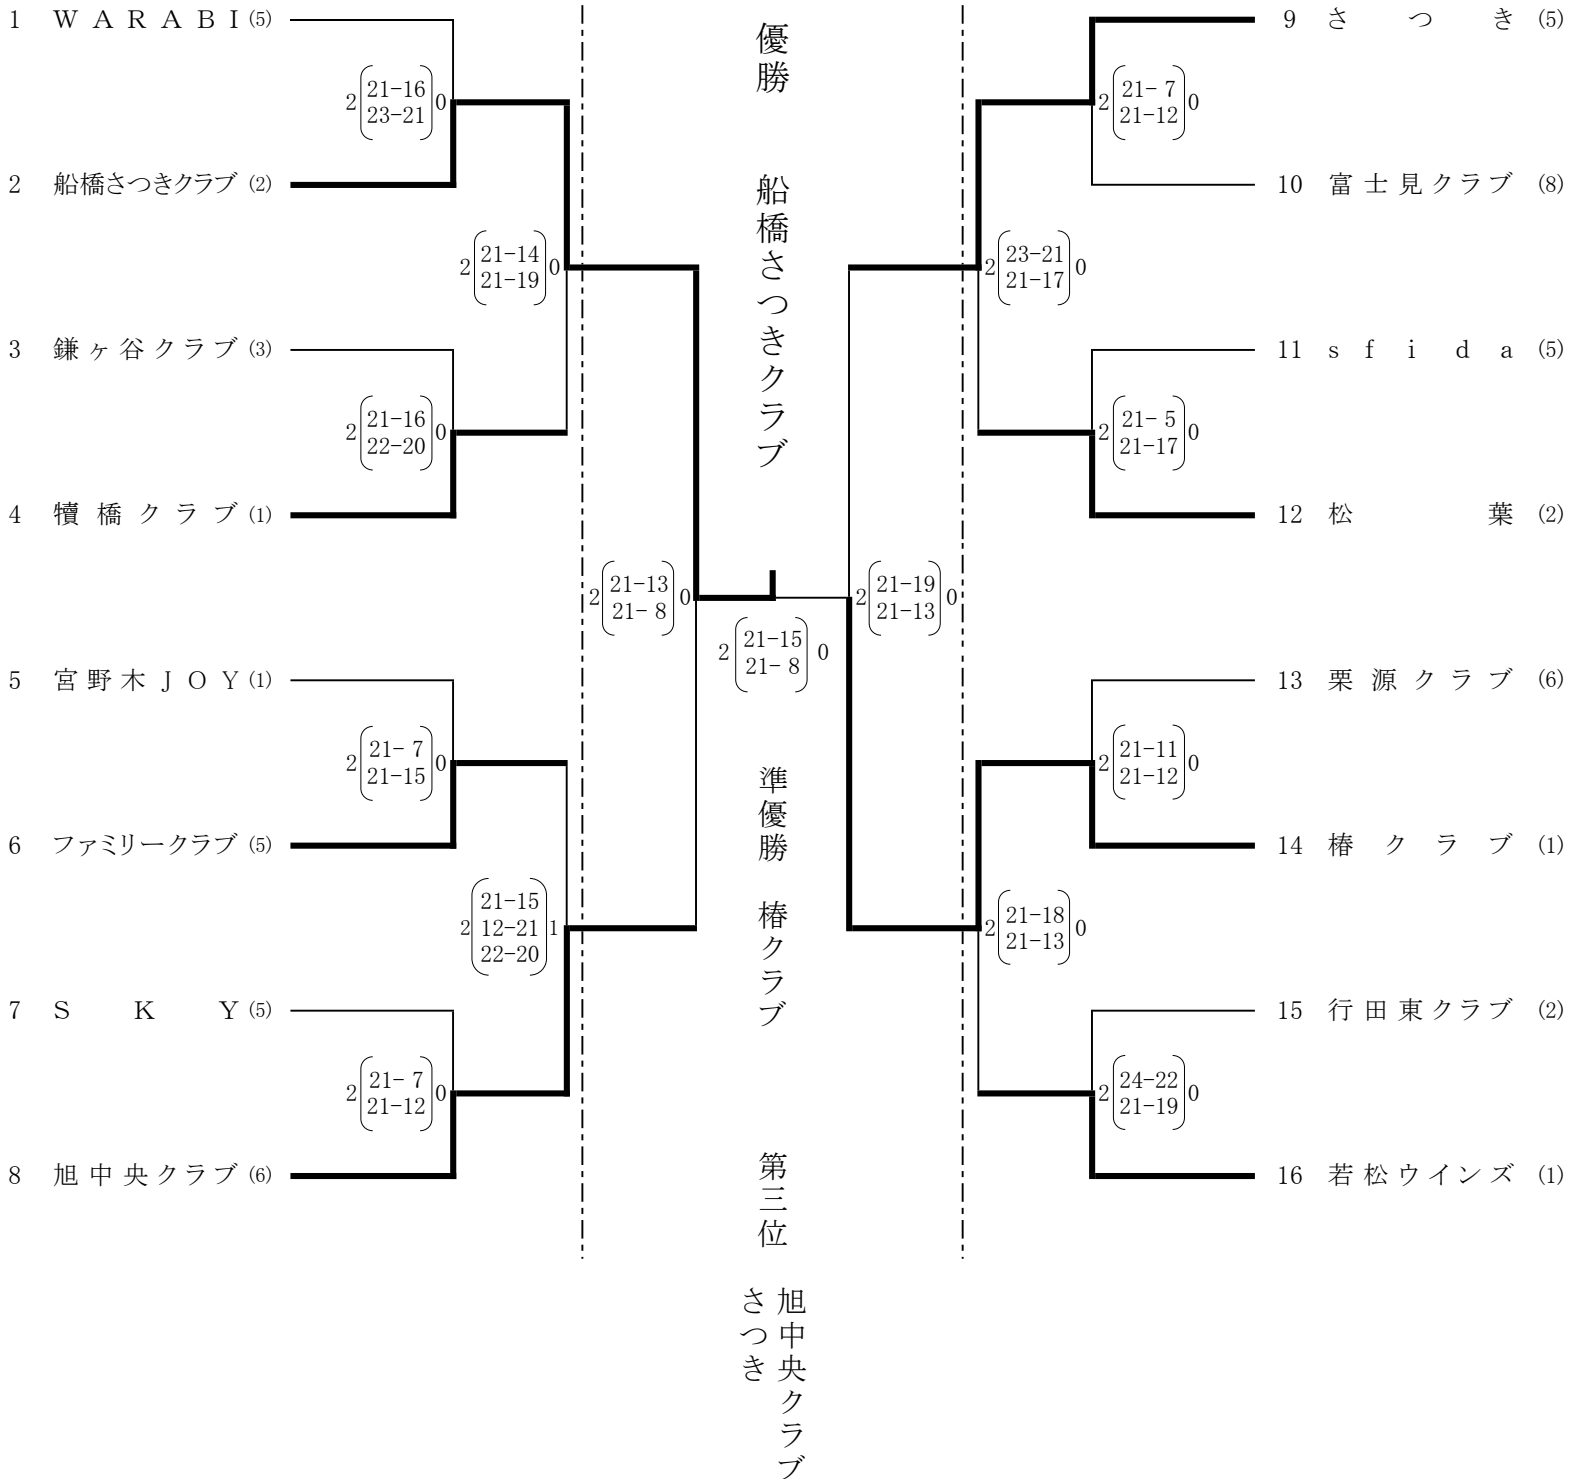 1 WARABI (5)
2 (21-16 23-21) 0
2 船橋さつきクラブ (2)
2 (21-14 21-19) 0
3 鎌ヶ谷クラブ (3)
2 (21-16 22-20) 0
4 犢橋クラブ (1)
2 (21-13 21- 8) 0
5 宮野木JOY (1)
2 (21- 7 21-15) 0
6 ファミリークラブ (5)
2 (21-15 12-21 22-20) 1
7 SKY (5)
2 (21- 7 21-12) 0
8 旭中央クラブ (6)
優勝 船橋さつきクラブ
2 (21-15 21- 8) 0
準優勝 椿クラブ
第三位
旭中央クラブ
さつき
9 さつき (5)
2 (21- 7 21-12) 0
10 富士見クラブ (8)
2 (23-21 21-17) 0
11 sfida (5)
2 (21- 5 21-17) 0
12 松葉 (2)
2 (21-19 21-13) 0
13 栗源クラブ (6)
2 (21-11 21-12) 0
14 椿クラブ (1)
2 (21-18 21-13) 0
15 行田東クラブ (2)
2 (24-22 21-19) 0
16 若松ウインズ (1)